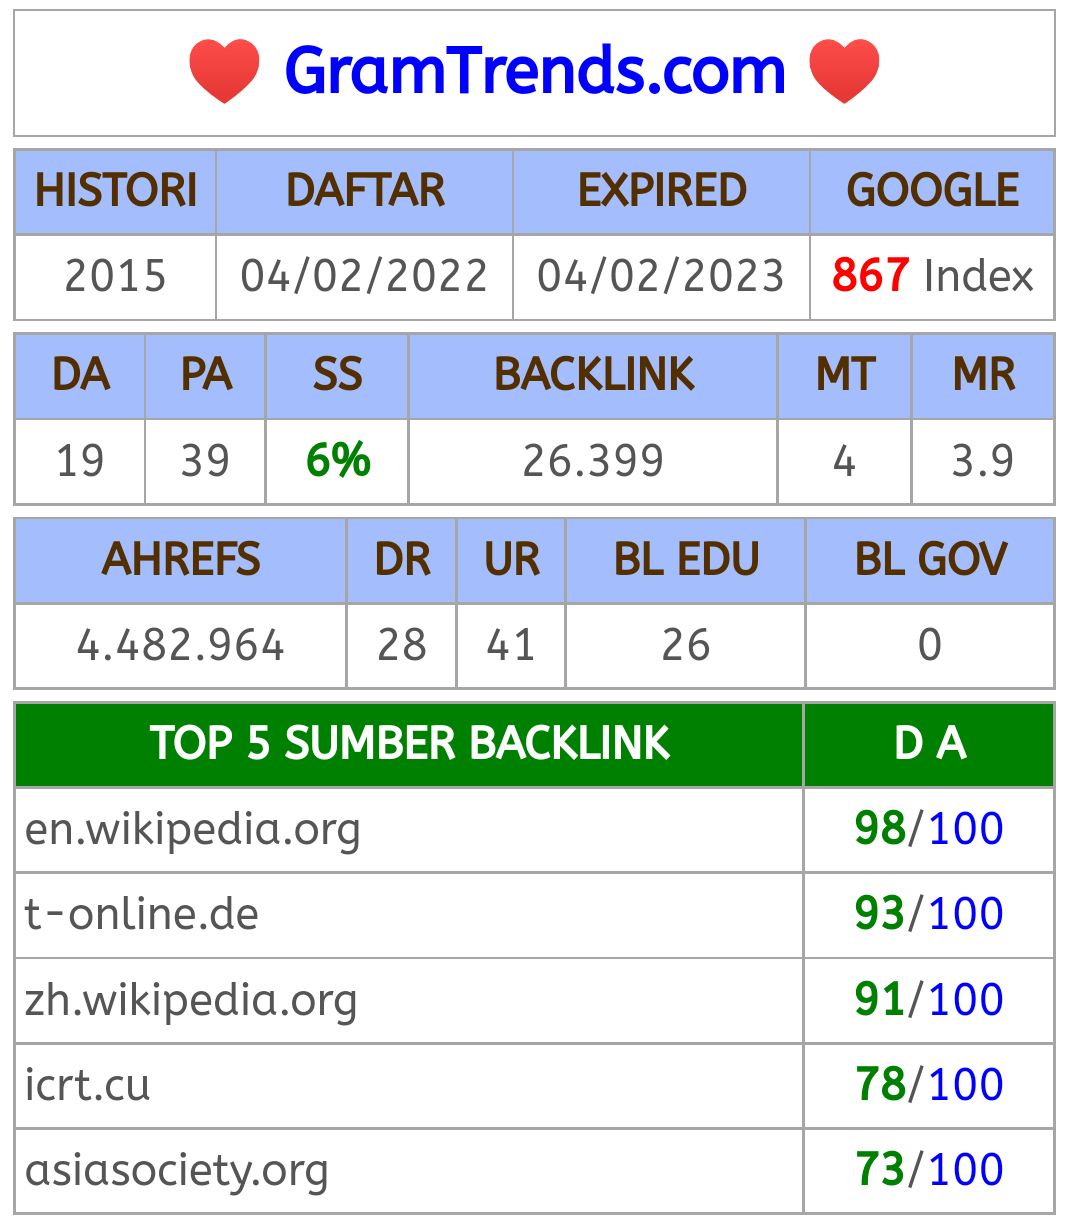 GramTrends.com
HISTORI DAFTAR EXPIRED GOOGLE
2015 04/02/2022 04/02/2023 867 Index
DA PA SS BACKLINK MT MR
19 39 6% 26.399 4 3.9
AHREFS DR UR BL EDU BL GOV
4.482.964 28 41 26 0
TOP 5 SUMBER BACKLINK D A
en.wikipedia.org 98/100
t-online.de 93/100
zh.wikipedia.org 91/100
icrt.cu 78/100
asiasociety.org 73/100